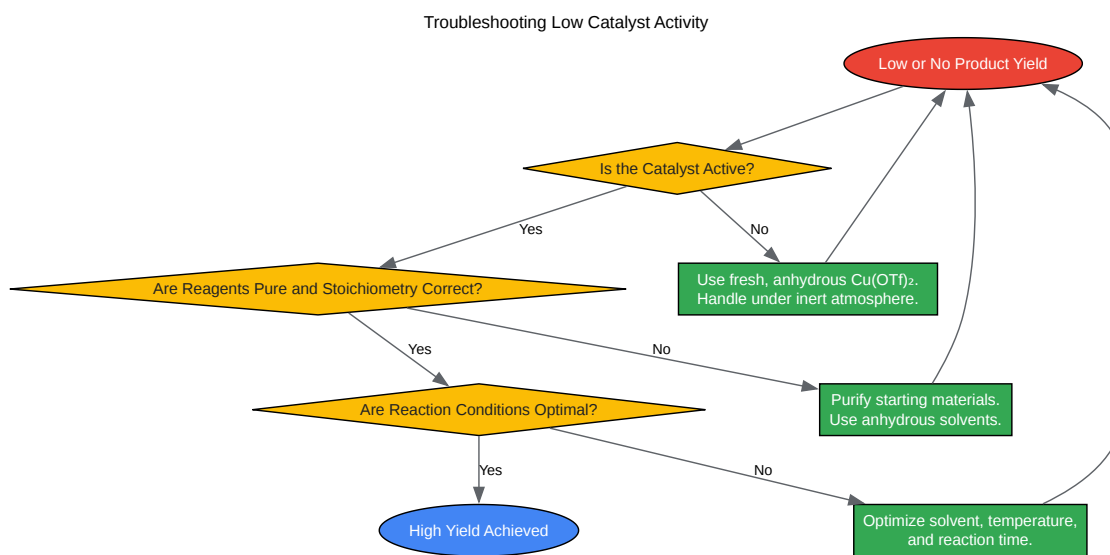 Troubleshooting Low Catalyst Activity
Low or No Product Yield
Is the Catalyst Active?
Yes
No
Are Reagents Pure and Stoichiometry Correct?
Use fresh, anhydrous Cu(OTf)₂.
Handle under inert atmosphere.
Yes
No
Are Reaction Conditions Optimal?
Purify starting materials.
Use anhydrous solvents.
Yes
No
High Yield Achieved
Optimize solvent, temperature,
and reaction time.